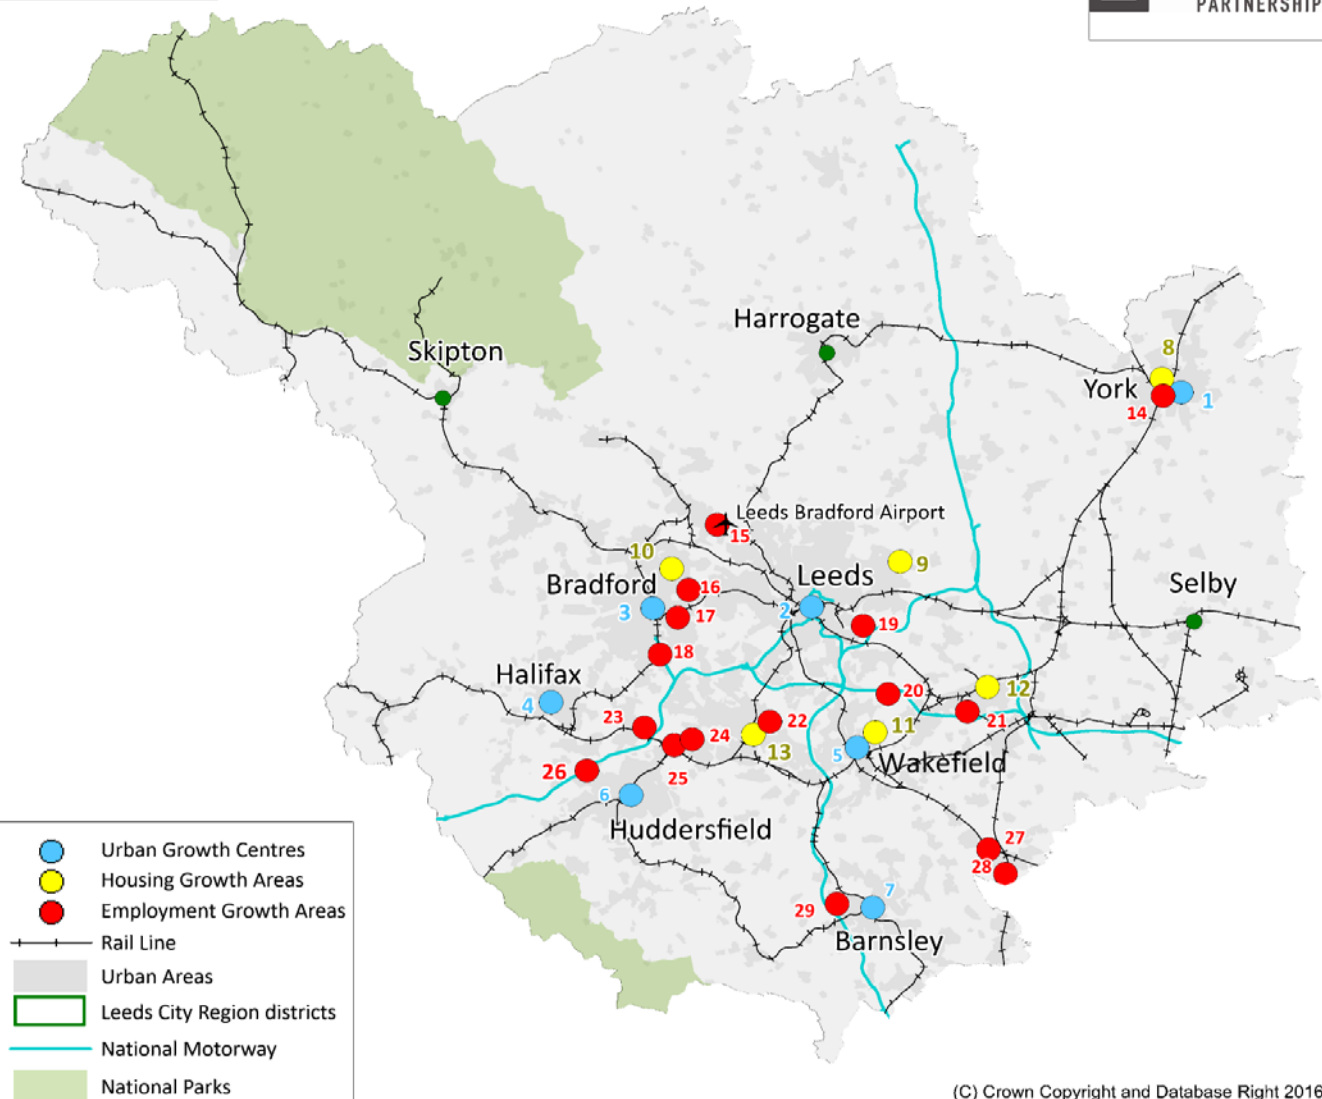 PARTNERSHIP
Harrogate
Skipton
8
York
1
14
Leeds Bradford Airport
15
10
9
Bradford
16
Leeds
Selby
3
17
2
19
18
Halifax
4
20
12
23
22
21
24
11
13
5
Wakefield
26
25
6
Huddersfield
27
28
7
29
Barnsley
Urban Growth Centres
Housing Growth Areas
Employment Growth Areas
Rail Line
Urban Areas
Leeds City Region districts
National Motorway
National Parks
(C) Crown Copyright and Database Right 2016